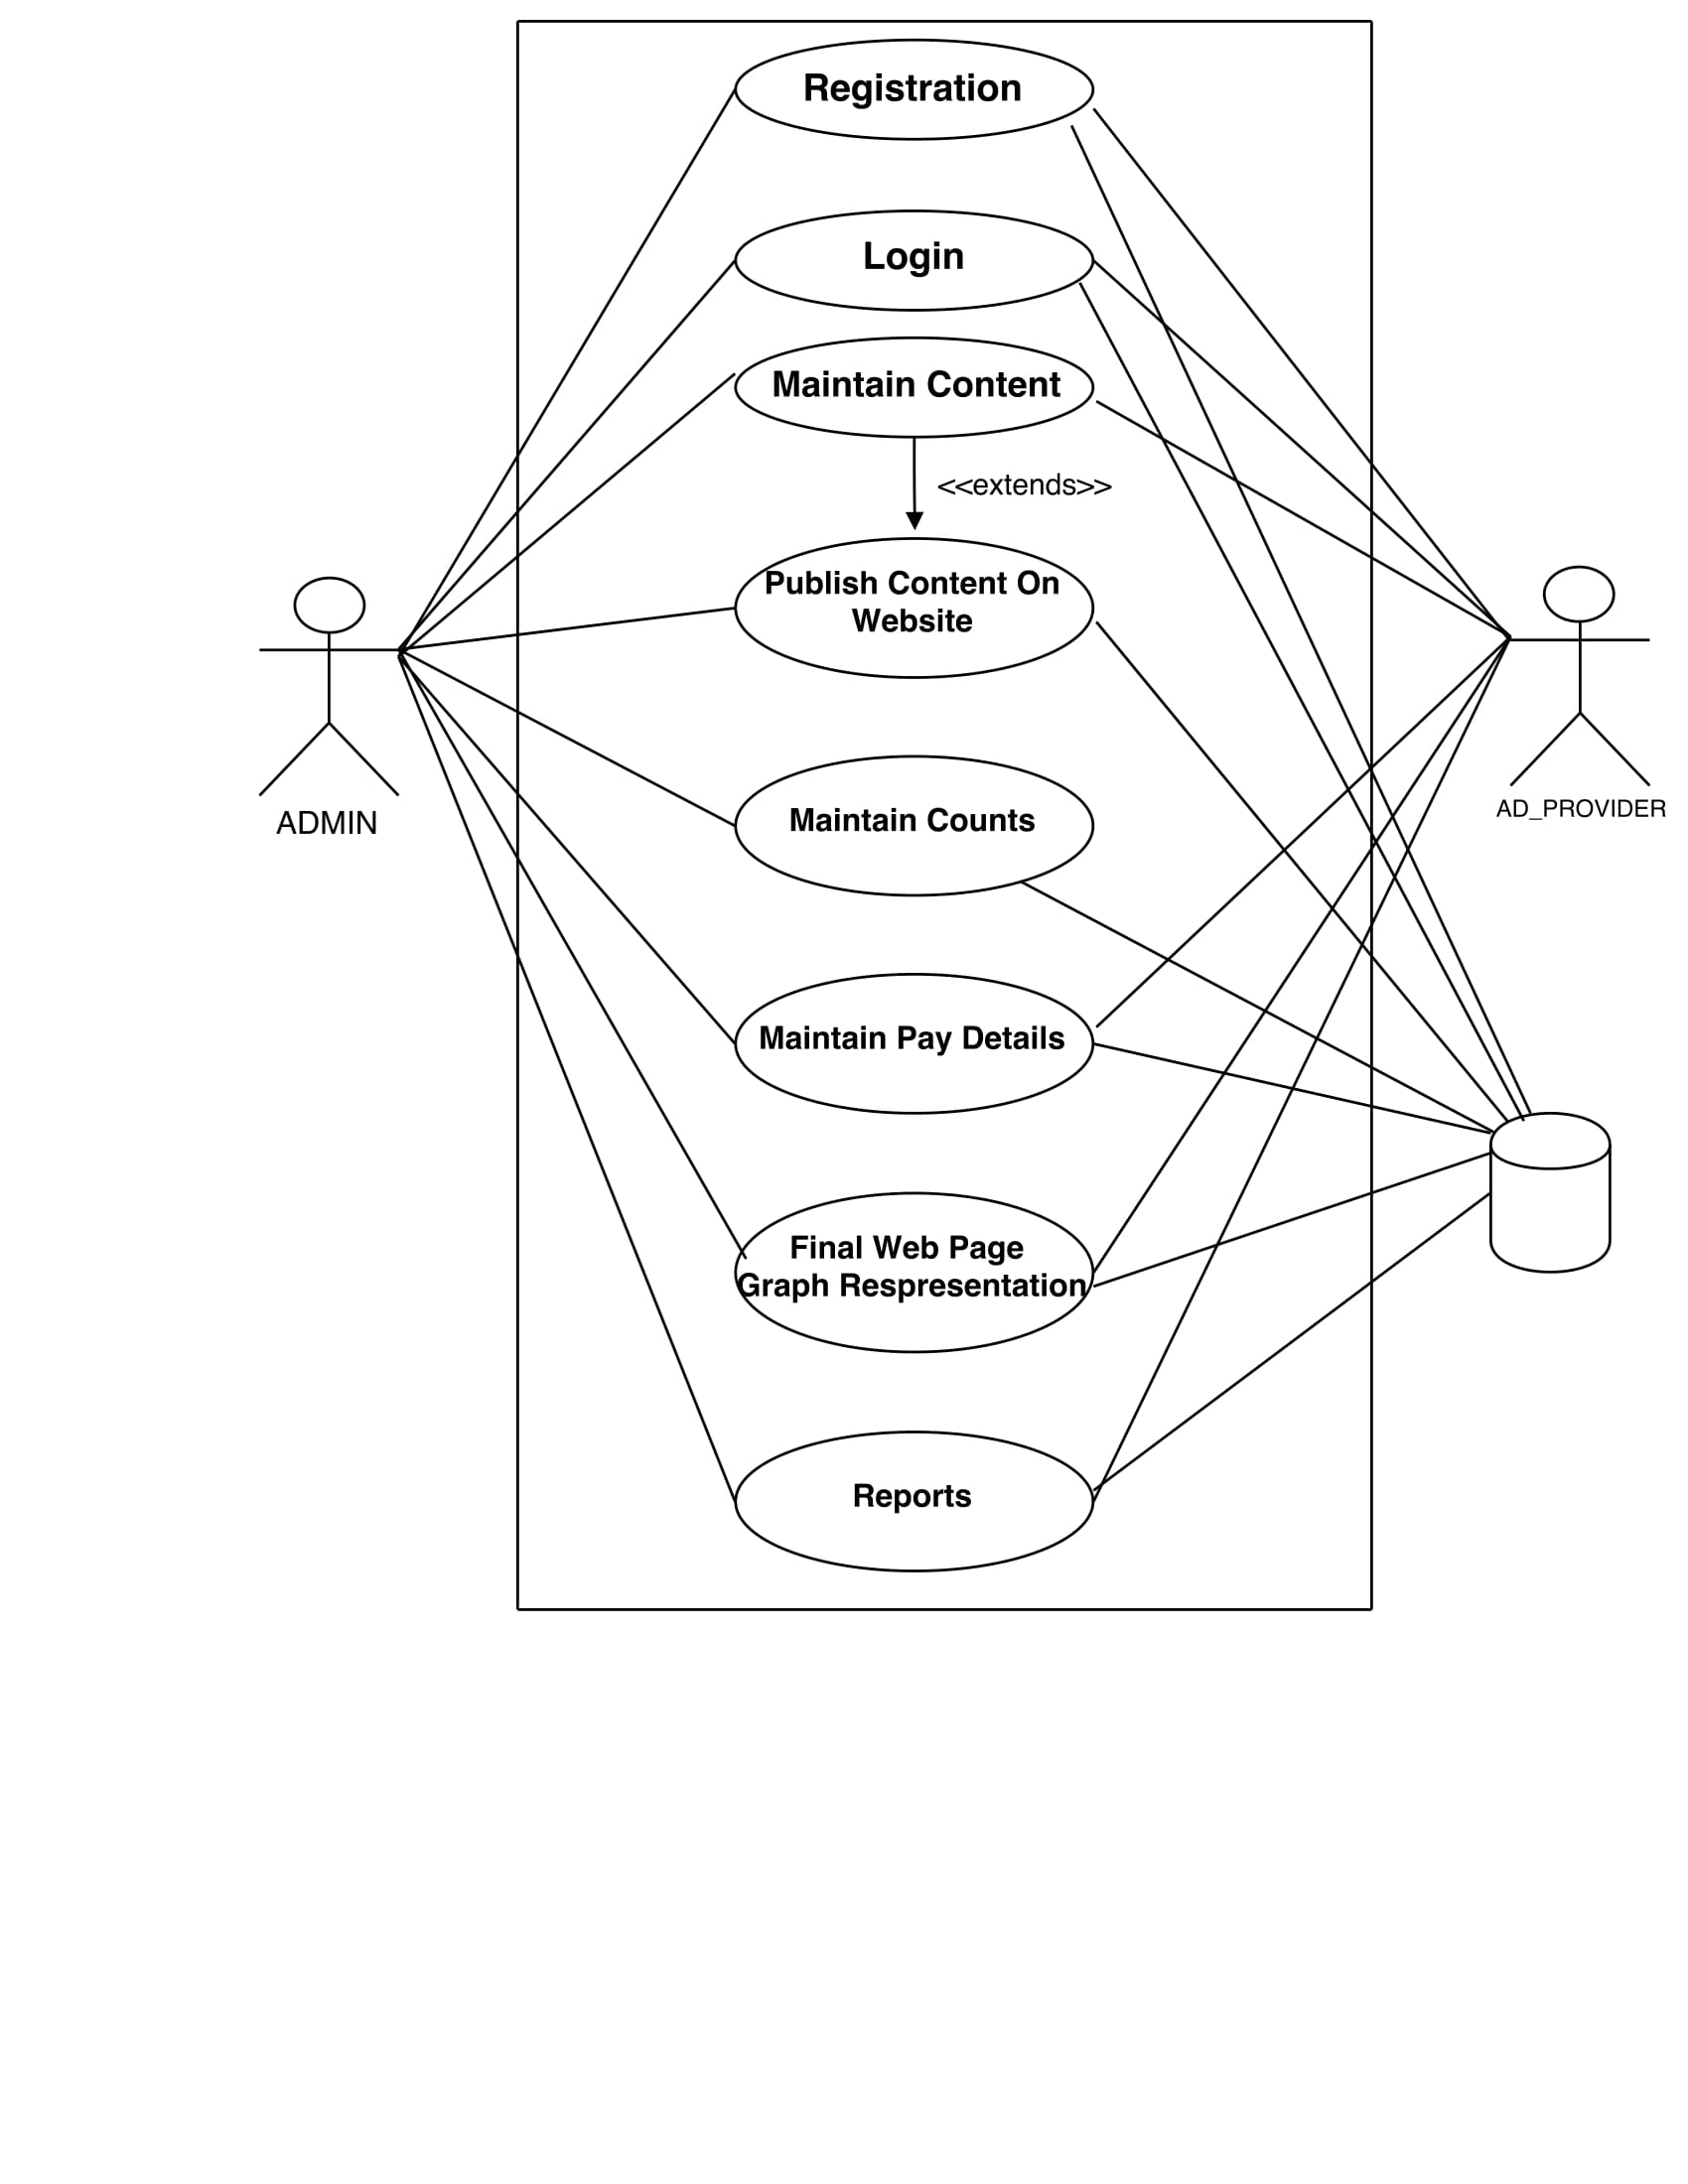 Registration
Login
Maintain Content
<<extends>>
Publish Content On
Website
ADMIN
AD_PROVIDER
Maintain Counts
Maintain Pay Details
Final Web Page
Graph Respresentation
Reports